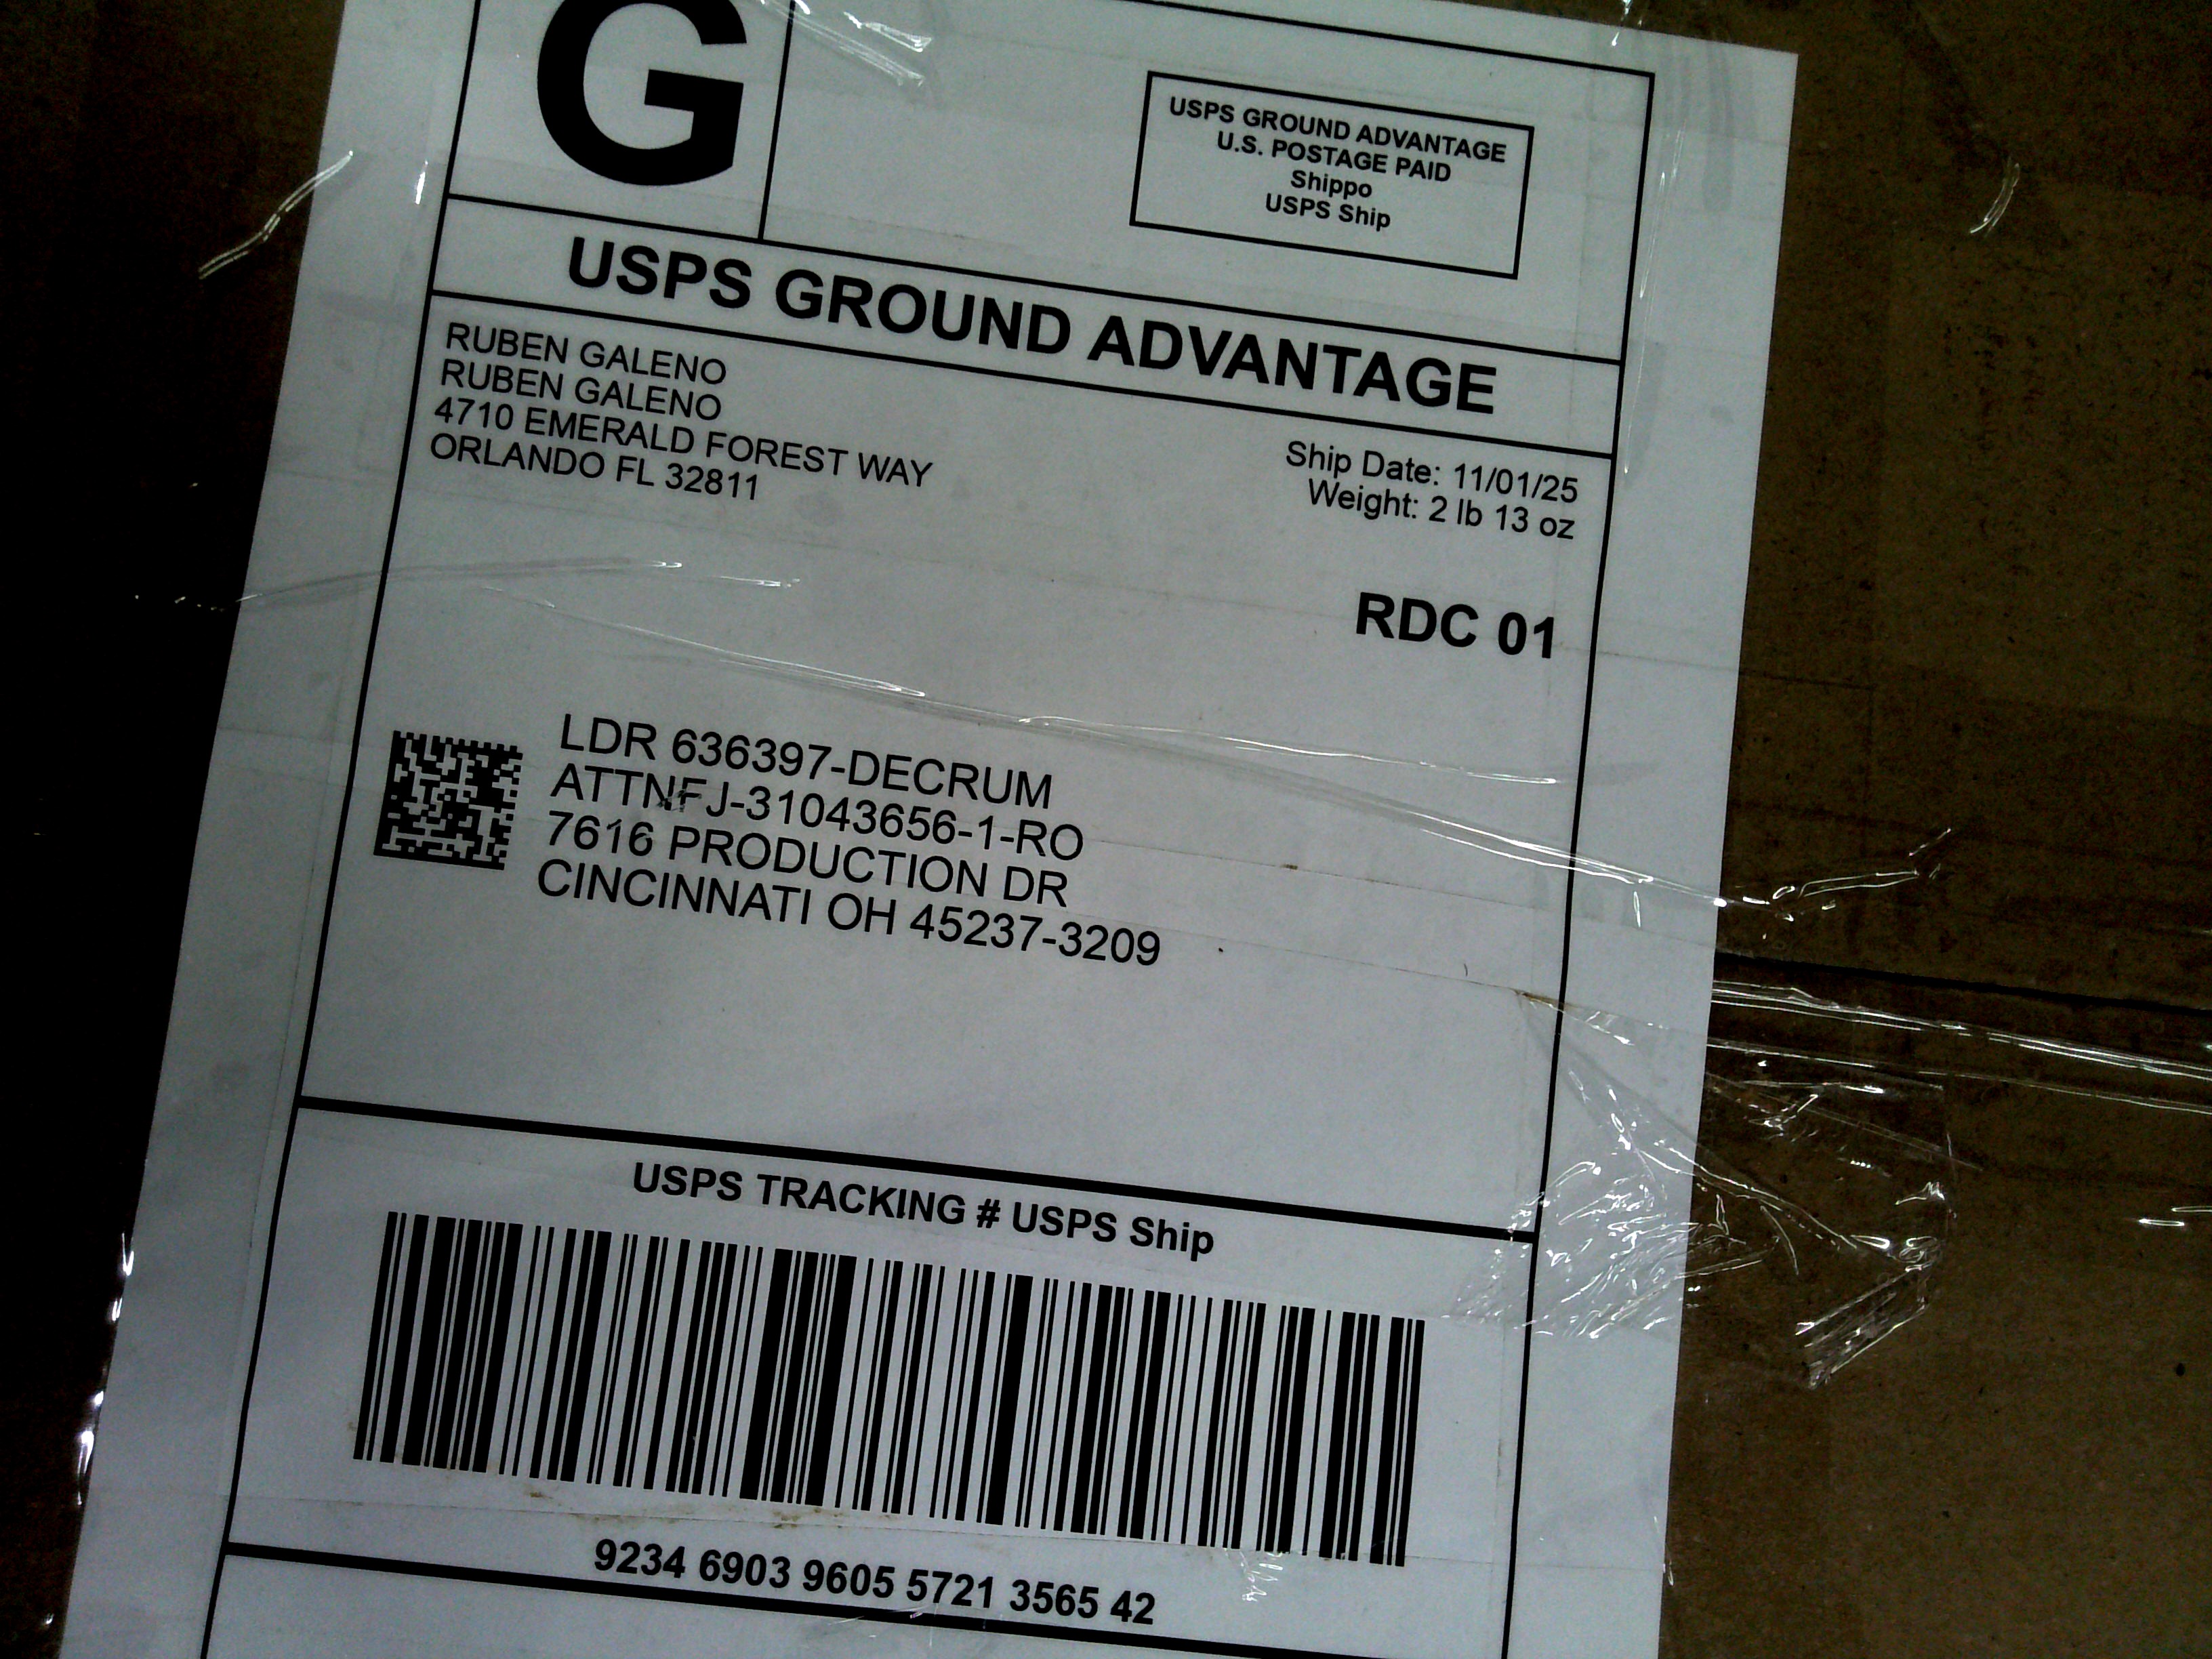 G
USPS GROUND ADVANTAGE
U.S. POSTAGE PAID
Shippo
USPS Ship
USPS GROUND ADVANTAGE
RUBEN GALENO
RUBEN GALENO
4710 EMERALD FOREST WAY
ORLANDO FL 32811
Ship Date: 11/01/25
Weight: 2 lb 13 oz
RDC 01
LDR 636397-DECRUM
ATTNFJ-31043656-1-RO
7616 PRODUCTION DR
CINCINNATI OH 45237-3209
USPS TRACKING # USPS Ship
9234 6903 9605 5721 3565 42